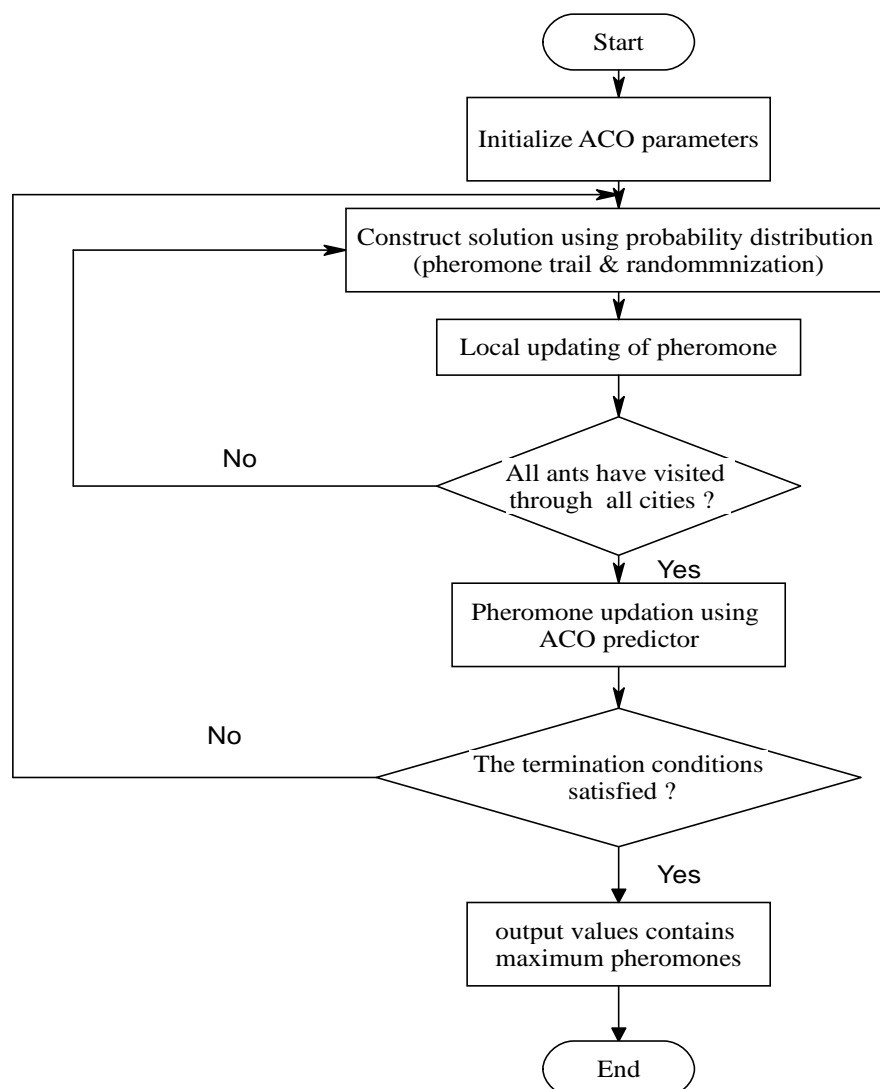 Start
Initialize ACO parameters
Construct solution using probability distribution
(pheromone trail & randommnization)
Local updating of pheromone
No
All ants have visited
through all cities ?
Yes
Pheromone updation using
ACO predictor
No
The termination conditions
satisfied ?
Yes
output values contains
maximum pheromones
End